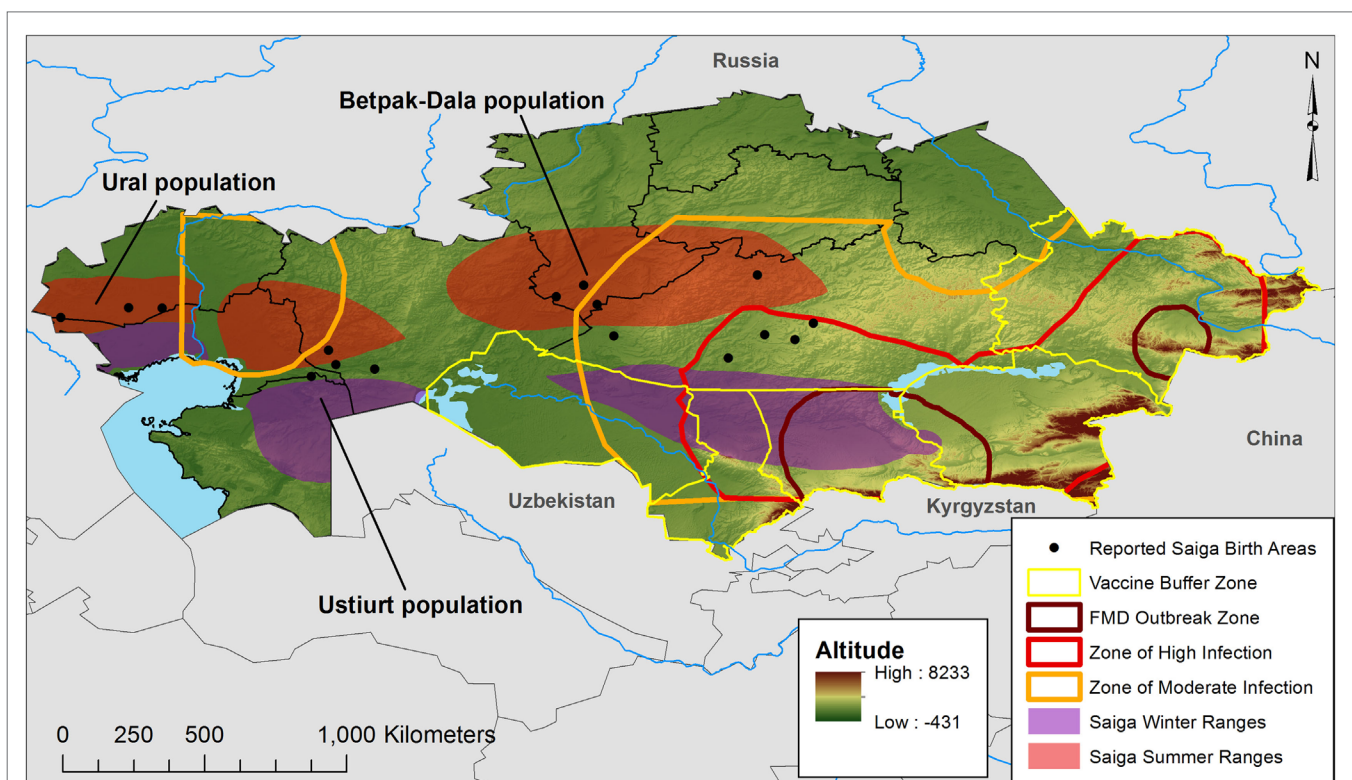 Russia
N
Betpak-Dala population
Ural population
China
Uzbekistan
Kyrgyzstan
Ustiurt population
Reported Saiga Birth Areas
Vaccine Buffer Zone
FMD Outbreak Zone
Zone of High Infection
Zone of Moderate Infection
Saiga Winter Ranges
Saiga Summer Ranges
Altitude
High : 8233
Low : -431
0 250 500 1,000 Kilometers